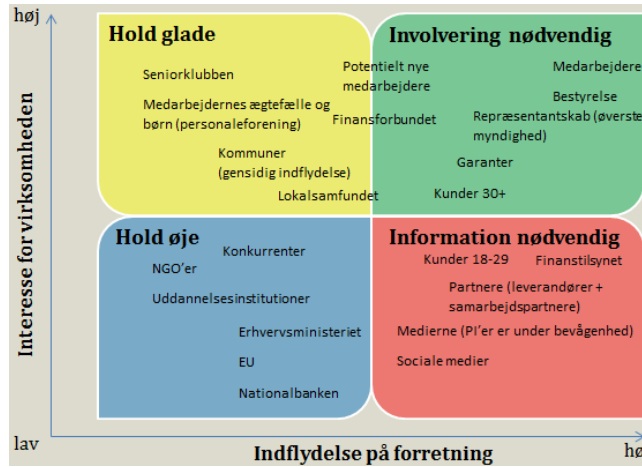 høj
Interesse for virksomheden
lav
Hold glade
Seniorklubben
Medarbejdernes ægtefælle og
børn (personaleforening)
Kommuner
(gensidig indflydelse)
Lokalsamfundet
Involvering nødvendig
Potentielt nye
medarbejdere
Finansforbundet
Medarbejdere
Bestyrelse
Repræsentantskab (øverste
myndighed)
Garanter
Kunder 30+
Hold øje
Konkurrenter
NGO'er
Uddannelsesinstitutioner
Erhvervsministeriet
EU
Nationalbanken
Information nødvendig
Kunder 18-29
Finanstilsynet
Partnere (leverandører +
samarbejdspartnere)
Medierne (PI'er er under bevågenhed)
Sociale medier
Indflydelse på forretning
hø